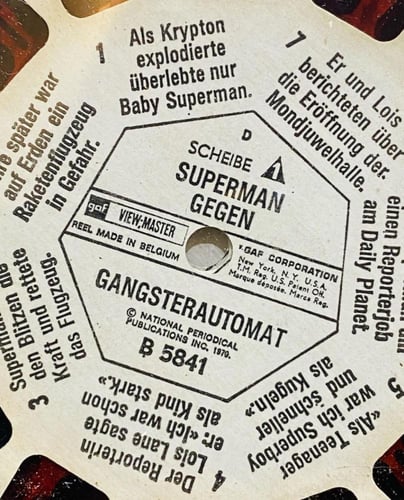 D
SCHEIBE A
SUPERMAN
GEGEN
gaf VIEW-MASTER
REEL MADE IN BELGIUM
*GAF CORPORATION
New York, N.Y. U.S.A.
T.M. Reg. U.S. Patent Off.
Marque déposée. Marca Reg.
GANGSTERAUTOMAT
© NATIONAL PERIODICAL
PUBLICATIONS INC. 1970.
B 5841
1
Als Krypton
explodierte
überlebte nur
Baby Superman.
später war
auf Erden ein
Raketenflugzeug
in Gefahr.
3
den Blitzen die
Kraft und rettete
das Flugzeug.
4
Der Reporterin
Lois Lane sagte
er: «Ich war schon
als Kind stark.»
5
«Als Teenager
war ich Superboy
und schneller
als Kugeln.»
einen Reporterjob
am Daily Planet.
7
Er und Lois
berichteten über
die Eröffnung der
Mondjuwelhalle.